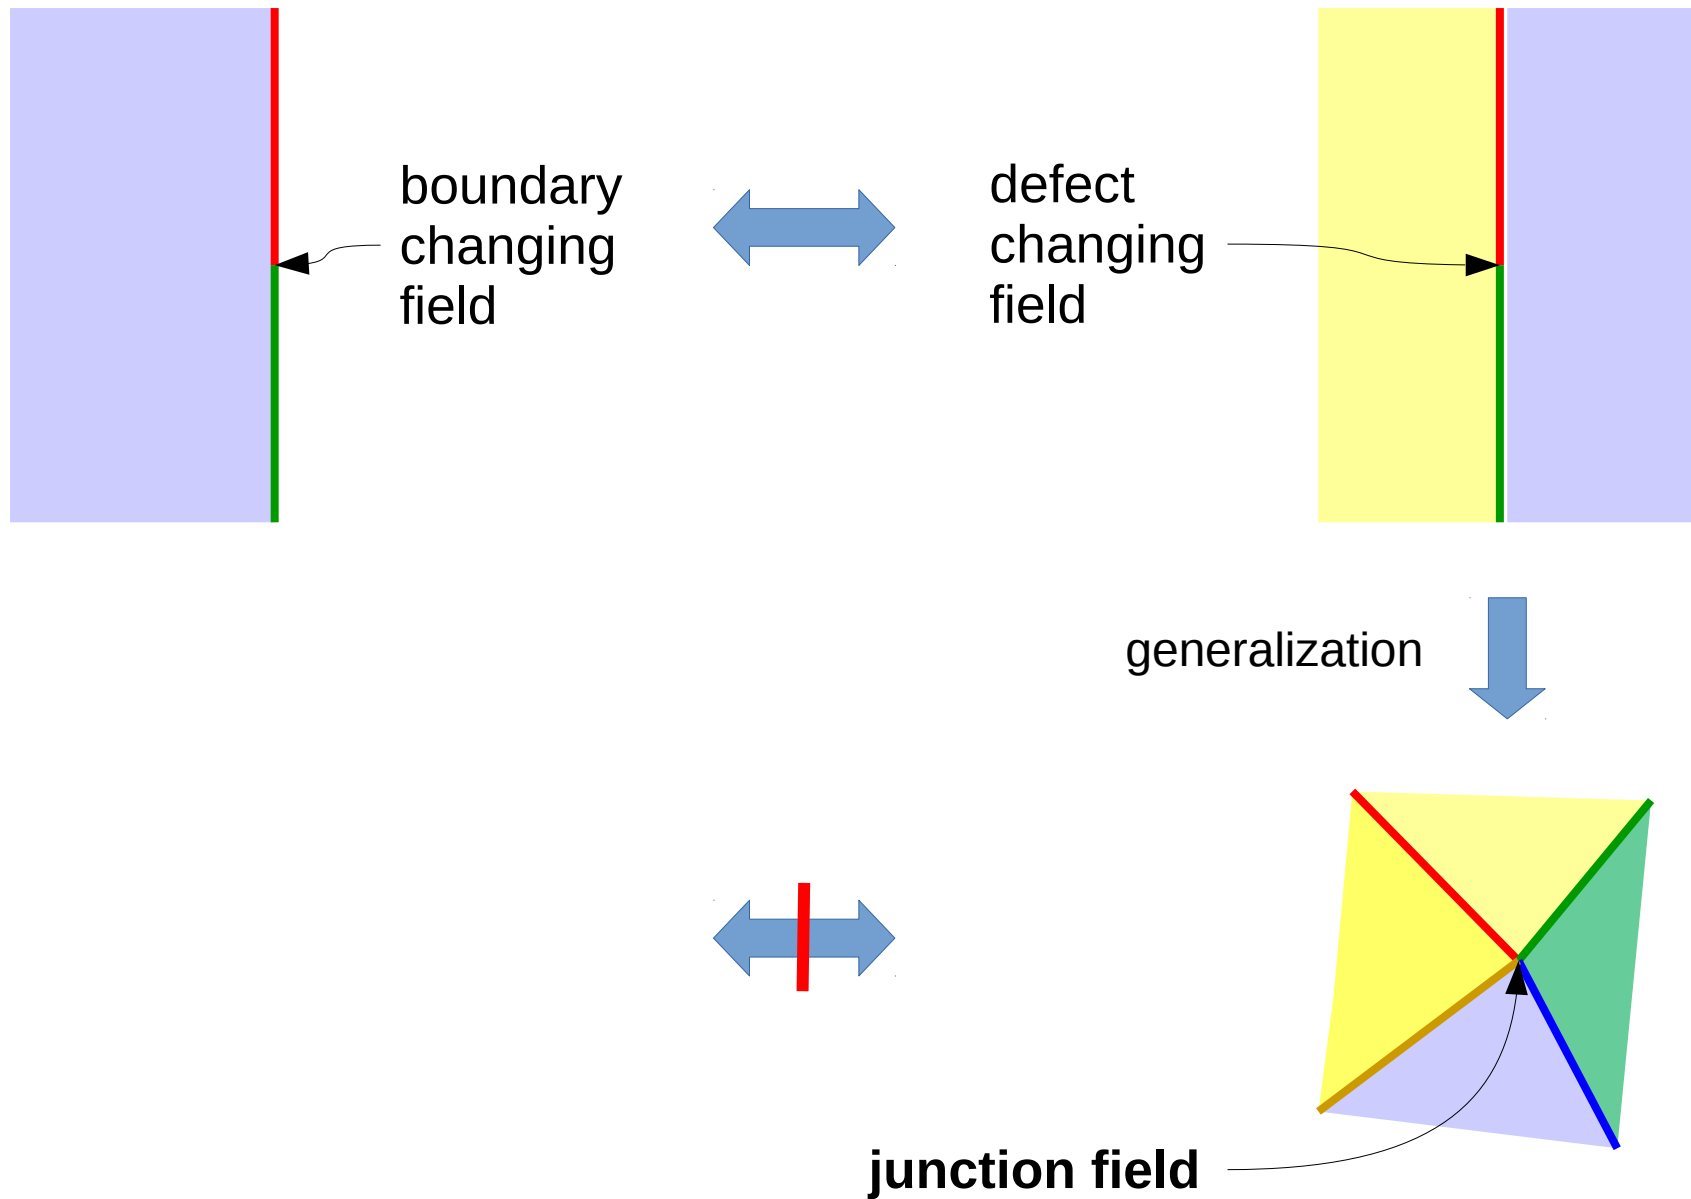 boundary
changing
field
defect
changing
field
generalization
junction field